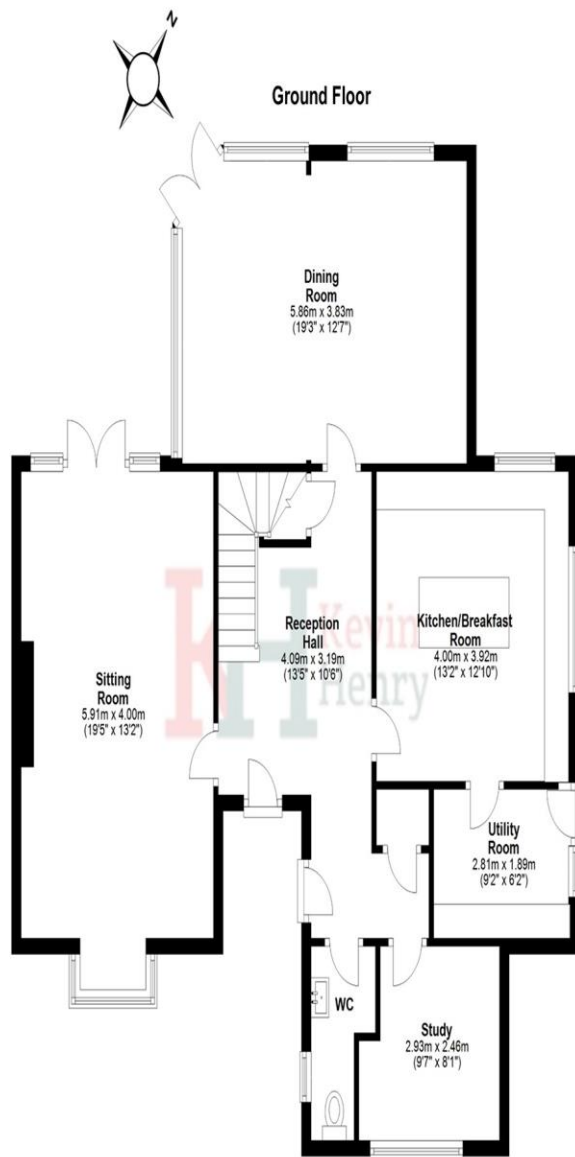 N
Ground Floor
Dining
Room
5.86m x 3.83m
(19'3" x 12'7")
Reception
Hall
4.09m x 3.19m
(13'5" x 10'6")
Kitchen/Breakfast
Room
4.00m x 3.92m
(13'2" x 12'10")
KH
Kevin
Henry
Sitting
Room
5.91m x 4.00m
(19'5" x 13'2")
Utility
Room
2.81m x 1.89m
(9'2" x 6'2")
WC
Study
2.93m x 2.46m
(9'7" x 8'1")